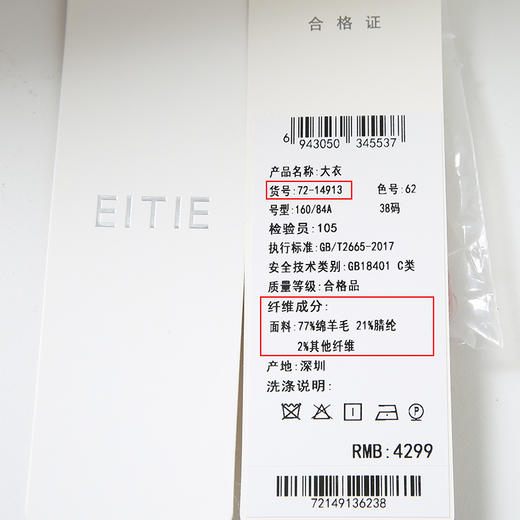 EITIE
合格证
6 943050 345537
产品名称:大衣
货号:72-14913 色号:62
号型:160/84A 38码
检验员:105
执行标准:GB/T2665-2017
安全技术类别:GB18401 C类
质量等级:合格品
纤维成分:
面料:77%绵羊毛 21%腈纶
2%其他纤维
产地:深圳
洗涤说明:
P
RMB:4299
72149136238